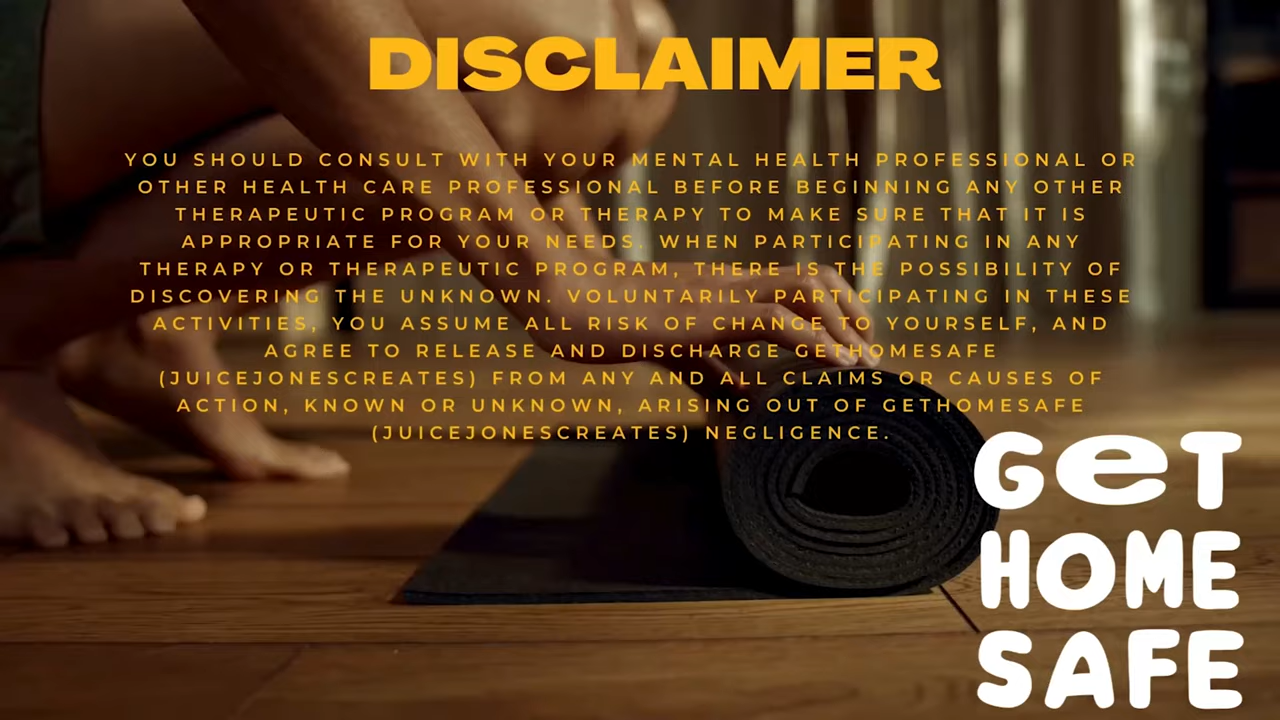 DISCLAIMER
YOU SHOULD CONSULT WITH YOUR MENTAL HEALTH PROFESSIONAL OR
OTHER HEALTH CARE PROFESSIONAL BEFORE BEGINNING ANY OTHER
THERAPEUTIC PROGRAM OR THERAPY TO MAKE SURE THAT IT IS
APPROPRIATE FOR YOUR NEEDS. WHEN PARTICIPATING IN ANY
THERAPY OR THERAPEUTIC PROGRAM, THERE IS THE POSSIBILITY OF
DISCOVERING THE UNKNOWN. VOLUNTARILY PARTICIPATING IN THESE
ACTIVITIES, YOU ASSUME ALL RISK OF CHANGE TO YOURSELF, AND
AGREE TO RELEASE AND DISCHARGE GETHOMESAFE
(JUICEJONESCREATES) FROM ANY AND ALL CLAIMS OR CAUSES OF
ACTION, KNOWN OR UNKNOWN, ARISING OUT OF GETHOMESAFE
(JUICEJONESCREATES) NEGLIGENCE.
GeT
HOME
SAFE